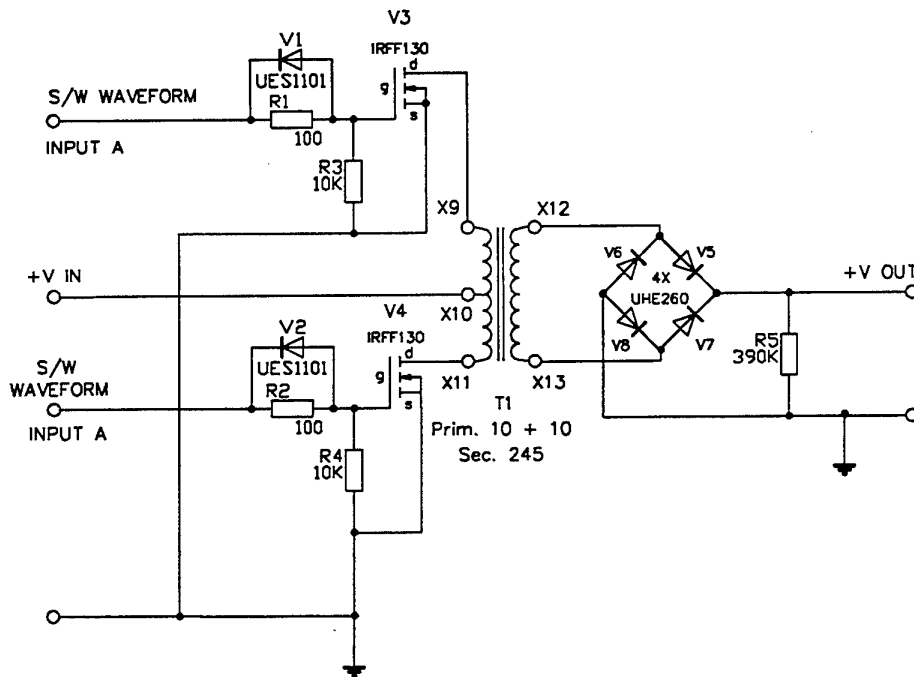 V3
IRFF130
d
g
s
V1
UES1101
S/W WAVEFORM
R1
100
INPUT A
R3
10K
X9
X12
+V IN
X10
V6
V5
4X
UHE260
V8
V7
+V OUT
R5
390K
V4
IRFF130
d
g
s
V2
UES1101
S/W
WAVEFORM
R2
100
INPUT A
X11
X13
T1
Prim. 10 + 10
Sec. 245
R4
10K